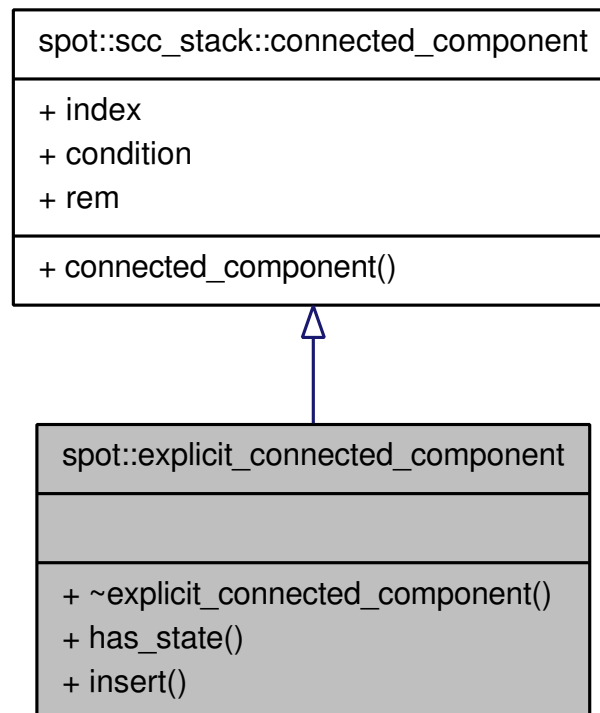 spot::scc_stack::connected_component
+ index
+ condition
+ rem
+ connected_component()
spot::explicit_connected_component
+ ~explicit_connected_component()
+ has_state()
+ insert()